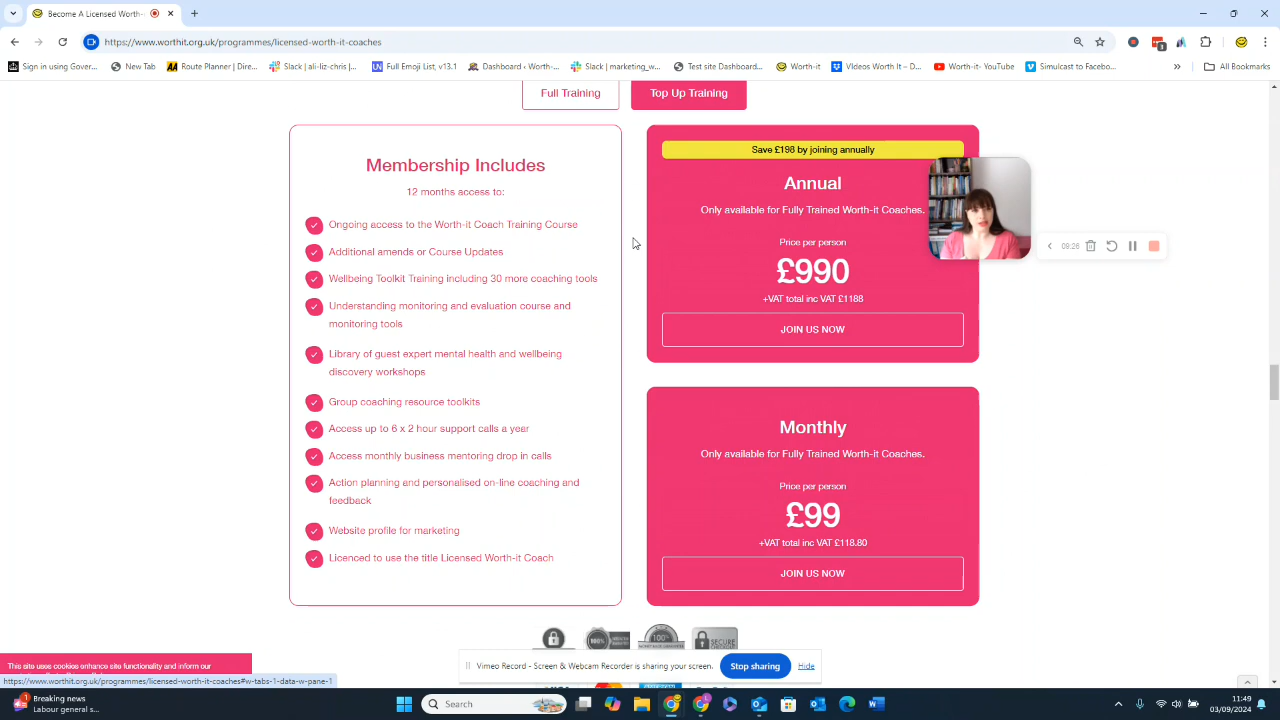 Become a Word
https://www.worthit.org.uk/programmes/licensed-worth-it-coaches
Sign in using Gover...
New Tab
Route Planner | Dire...
Slack | ali-liz-chris | ...
Full Emoji List, v13.1
Dashboard ‹ Worth-...
Slack | marketing_w...
Test site Dashboard...
Worth-it
VIdeos Worth It – D...
Worth-it- YouTube
Simulcast to Facebo...
All Bookmarks
Full Training
Top Up Training
Membership Includes
12 months access to:
Ongoing access to the Worth-it Coach Training Course
Additional amends or Course Updates
Wellbeing Toolkit Training including 30 more coaching tools
Understanding monitoring and evaluation course and
monitoring tools
Library of guest expert mental health and wellbeing
discovery workshops
Group coaching resource toolkits
Access up to 6 x 2 hour support calls a year
Access monthly business mentoring drop in calls
Action planning and personalised on-line coaching and
feedback
Website profile for marketing
Licenced to use the title Licensed Worth-it Coach
Save £198 by joining annually
Annual
Only available for Fully Trained Worth-it Coaches.
Price per person
£990
+VAT total inc VAT £1188
JOIN US NOW
Monthly
Only available for Fully Trained Worth-it Coaches.
Price per person
£99
+VAT total inc VAT £118.80
JOIN US NOW
09:26
100%
100%
SECURE
This site uses cookies enhance site functionality and inform our
Vimeo Record - Screen & Webcam Recorder is sharing your screen.
Stop sharing
Hide
https://www.worthit.org.uk/programmes/licensed-worth-it-coaches#w-tabs-1-data-w-pane-1
Breaking news
Labour general s...
Search
11:49
03/09/2024